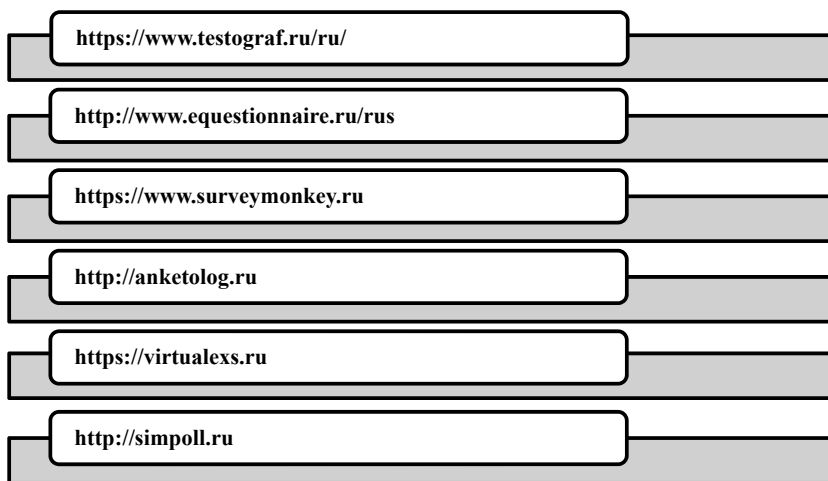 https://www.testograf.ru/ru/
http://www.equestionnaire.ru/rus
https://www.surveymonkey.ru
http://anketolog.ru
https://virtualexs.ru
http://simpoll.ru